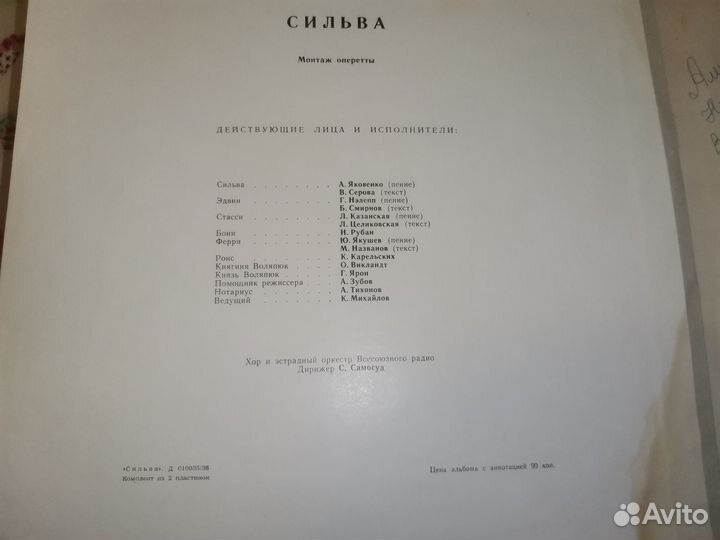 СИЛЬВА
Монтаж оперетты
ДЕЙСТВУЮЩИЕ ЛИЦА И ИСПОЛНИТЕЛИ:
Сильва . . . . . . . . А. Яковенко (пение)
В. Серова (текст)
Эдвин . . . . . . . . Г. Нэлепп (пение)
Б. Смирнов (текст)
Стасси . . . . . . . . Л. Казанская (пение)
Л. Целиковская (текст)
Бони . . . . . . . . Н. Рубан
Ферри . . . . . . . . Ю. Якушев (пение)
М. Названов (текст)
Ронс . . . . . . . . К. Карельских
Княгиня Воляпюк . . . . О. Викландт
Князь Воляпюк . . . . . Г. Ярон
Помощник режиссера . . . А. Зубов
Нотариус . . . . . . . А. Тихонов
Ведущий . . . . . . . К. Михайлов
Хор и эстрадный оркестр Всесоюзного радио
Дирижер С. Самосуд
«Сильва». Д 010035/38
Комплект из 2 пластинок
Цена альбома с аннотацией 90 коп.
Avito